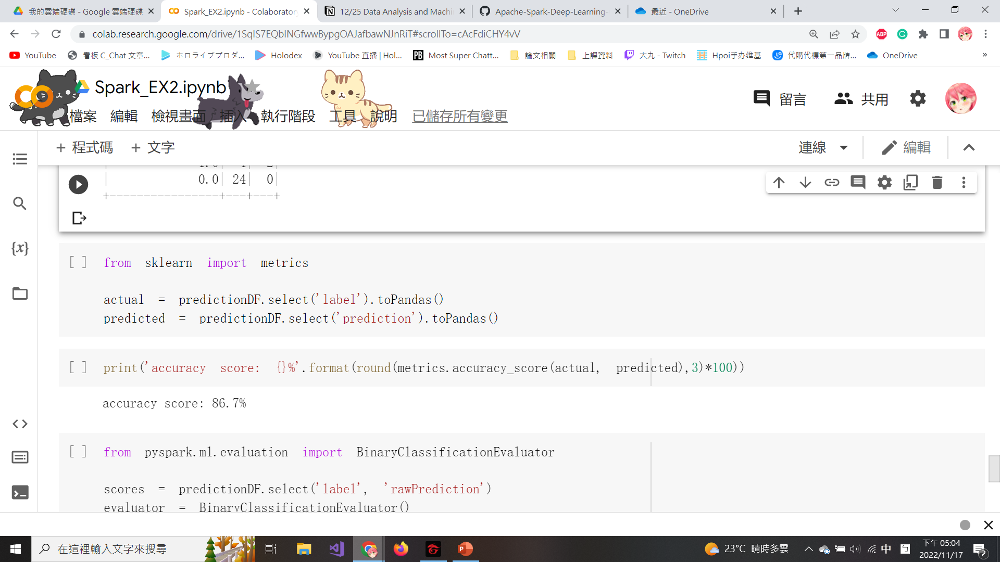 我的雲端硬碟 - Google 雲端硬碟
Spark_EX2.ipynb - Colaboratory
12/25 Data Analysis and Machi
Apache-Spark-Deep-Learning-
最近 - OneDrive
colab.research.google.com/drive/1SqlS7EQbINGfwwBypgOAJafbawNJnRiT#scrollTo=cAcFdiCHY4vV
ABP
YouTube
看板 C_Chat 文章...
ホロライブプロダ...
Holodex
YouTube 直播 | Hol...
PB
Most Super Chatt...
論文相關
上課資料
大丸 - Twitch
Hpoi手办维基
代購代標第一品牌...
OneDrive
»
Spark_EX2.ipynb
檔案 編輯 檢視畫面 插入 執行階段 工具 說明 已儲存所有變更
留言
共用
+ 程式碼 + 文字
連線
編輯
| 0.0| 24| 0|
+----------------+---+---+
{x}
[ ] from sklearn import metrics
actual = predictionDF.select('label').toPandas()
predicted = predictionDF.select('prediction').toPandas()
[ ] print('accuracy score: {}%'.format(round(metrics.accuracy_score(actual, predicted),3)*100))
accuracy score: 86.7%
[ ] from pyspark.ml.evaluation import BinaryClassificationEvaluator
scores = predictionDF.select('label', 'rawPrediction')
evaluator = BinaryClassificationEvaluator()
在這裡輸入文字來搜尋
23°C 晴時多雲
中
下午 05:04
2022/11/17
2